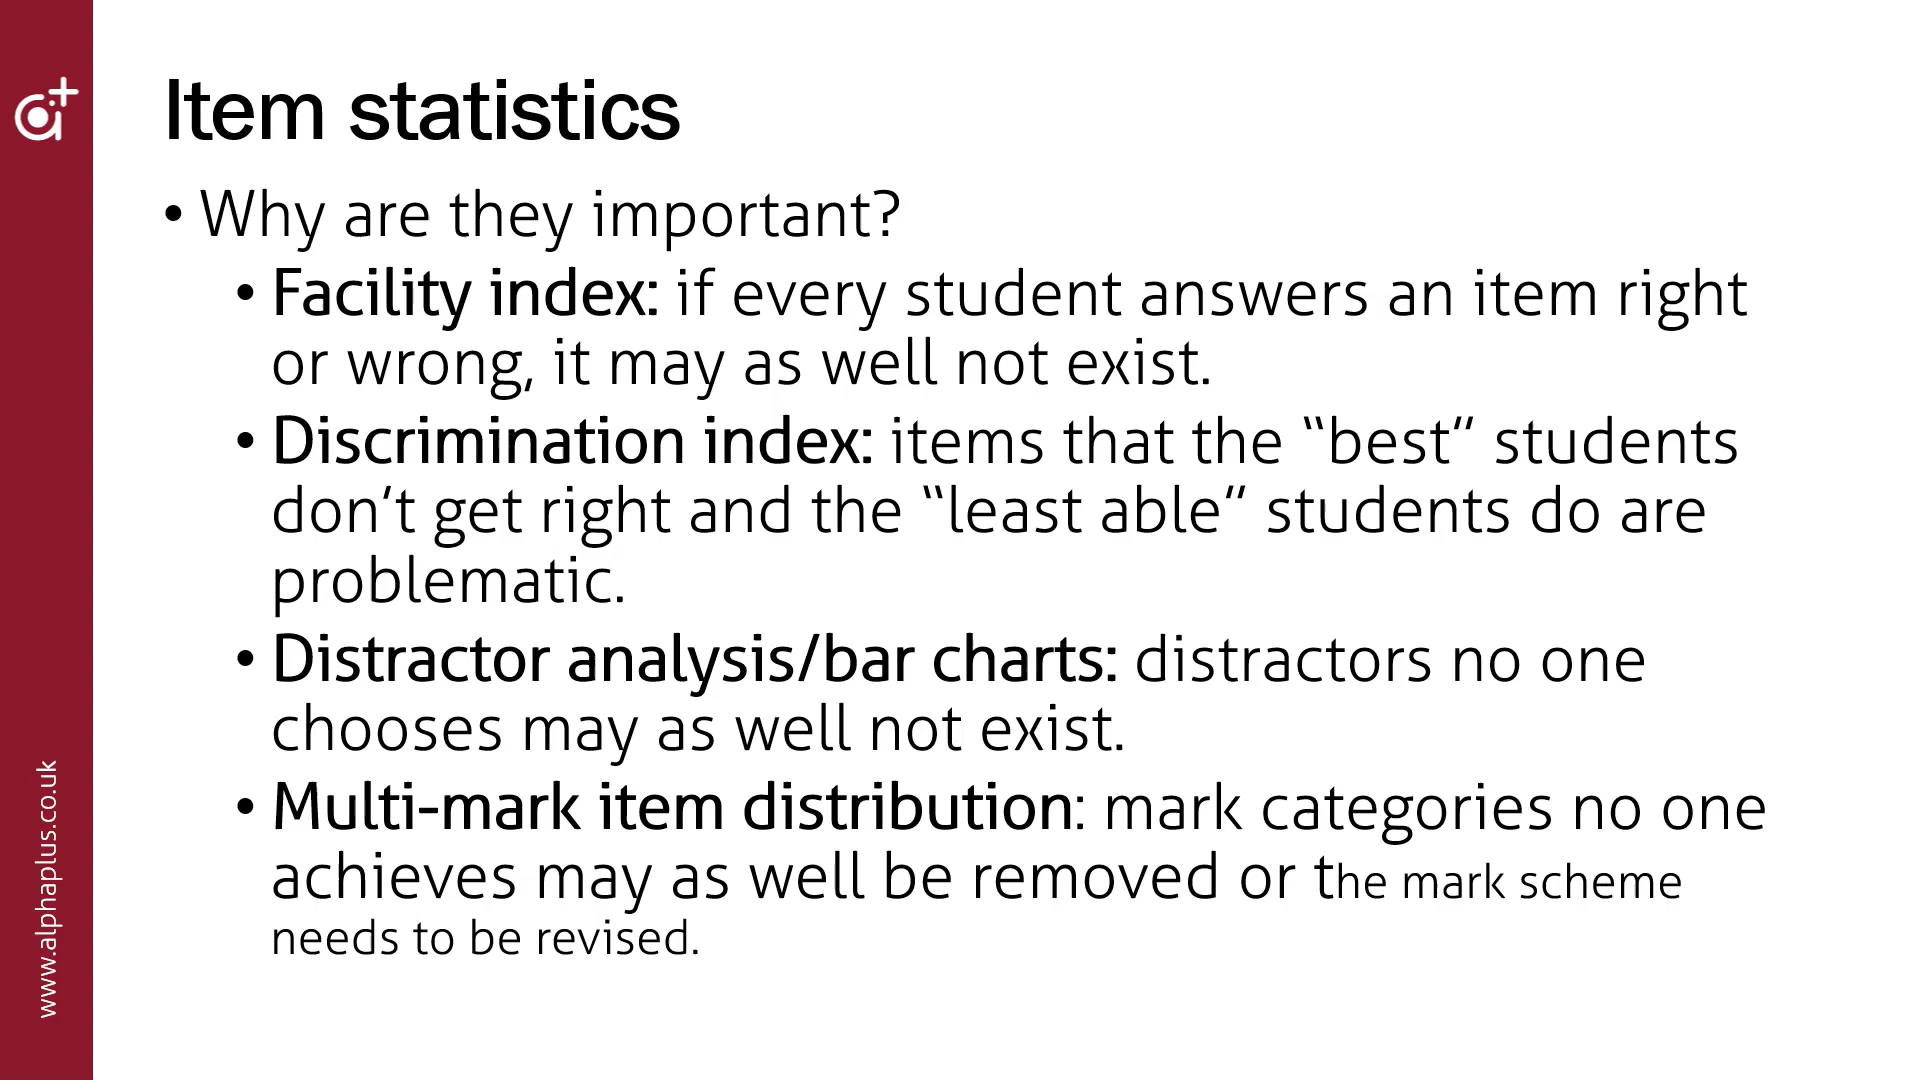 Item statistics
• Why are they important?
• Facility index: if every student answers an item right
or wrong, it may as well not exist.
• Discrimination index: items that the “best” students
don’t get right and the “least able” students do are
problematic.
• Distractor analysis/bar charts: distractors no one
chooses may as well not exist.
• Multi-mark item distribution: mark categories no one
achieves may as well be removed or the mark scheme
needs to be revised.
www.alphaplus.co.uk